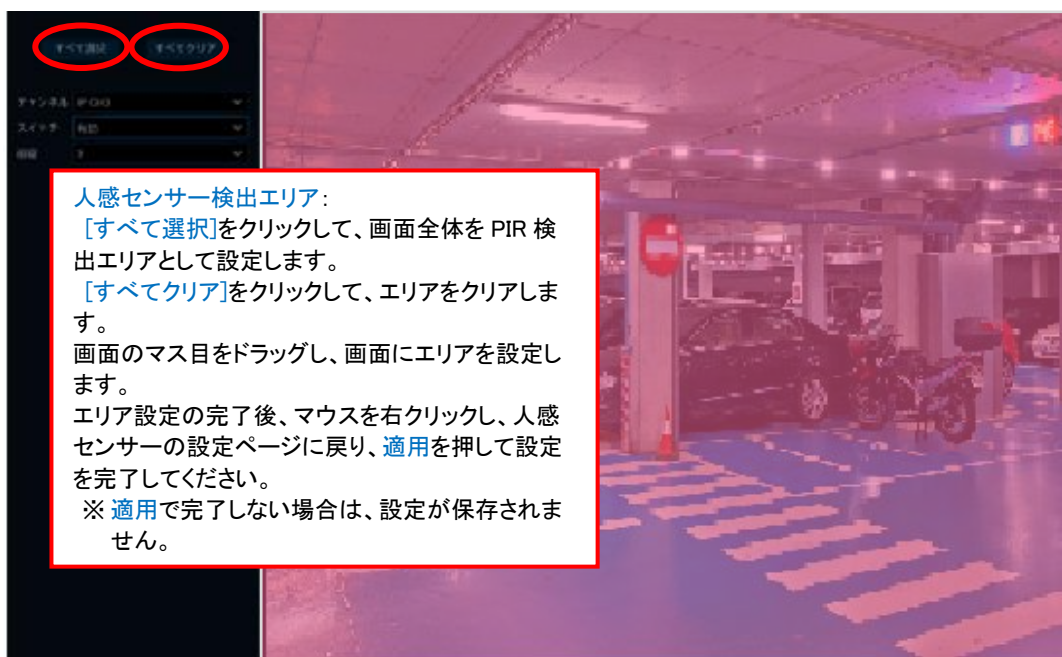 すべて選択 すべてクリア
チャンネル IP CH3
スイッチ 有効
人感センサー検出エリア:
[すべて選択]をクリックして、画面全体を PIR 検
出エリアとして設定します。
[すべてクリア]をクリックして、エリアをクリアしま
す。
画面のマス目をドラッグし、画面にエリアを設定し
ます。
エリア設定の完了後、マウスを右クリックし、人感
センサーの設定ページに戻り、適用を押して設定
を完了してください。
※ 適用で完了しない場合は、設定が保存されま
せん。